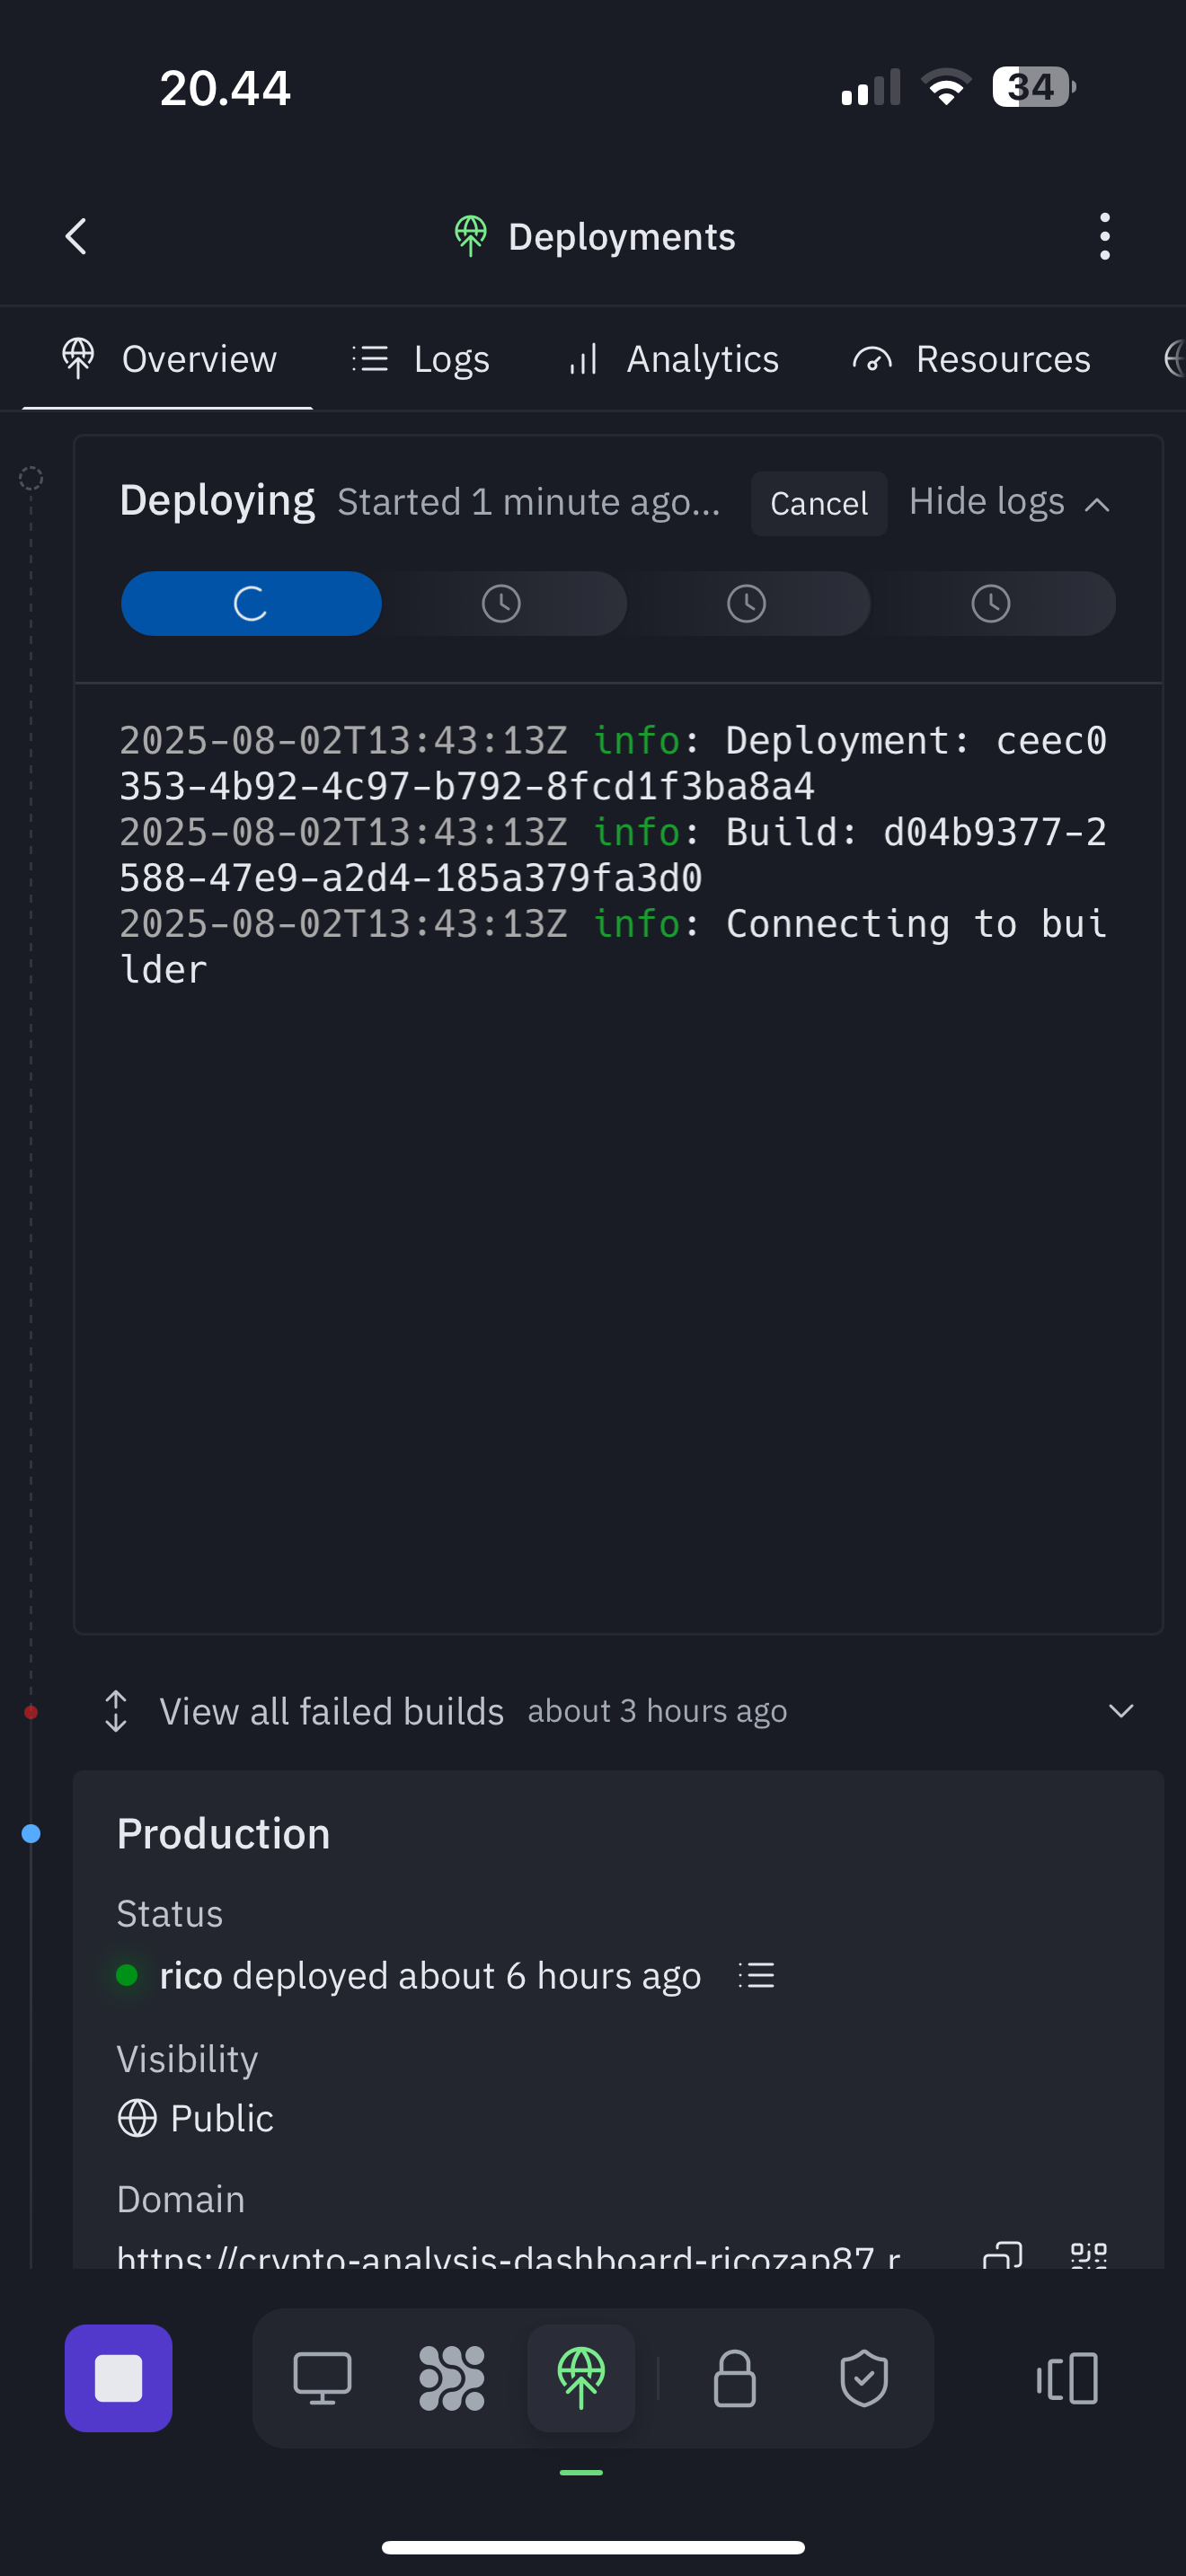 20.44
34
Deployments
Overview Logs Analytics Resources
Deploying Started 1 minute ago... Cancel Hide logs
2025-08-02T13:43:13Z info: Deployment: ceec0
353-4b92-4c97-b792-8fcd1f3ba8a4
2025-08-02T13:43:13Z info: Build: d04b9377-2
588-47e9-a2d4-185a379fa3d0
2025-08-02T13:43:13Z info: Connecting to bui
lder
View all failed builds about 3 hours ago
Production
Status
rico deployed about 6 hours ago
Visibility
Public
Domain
https://crypto-analysis-dashboard-ricozap87.r